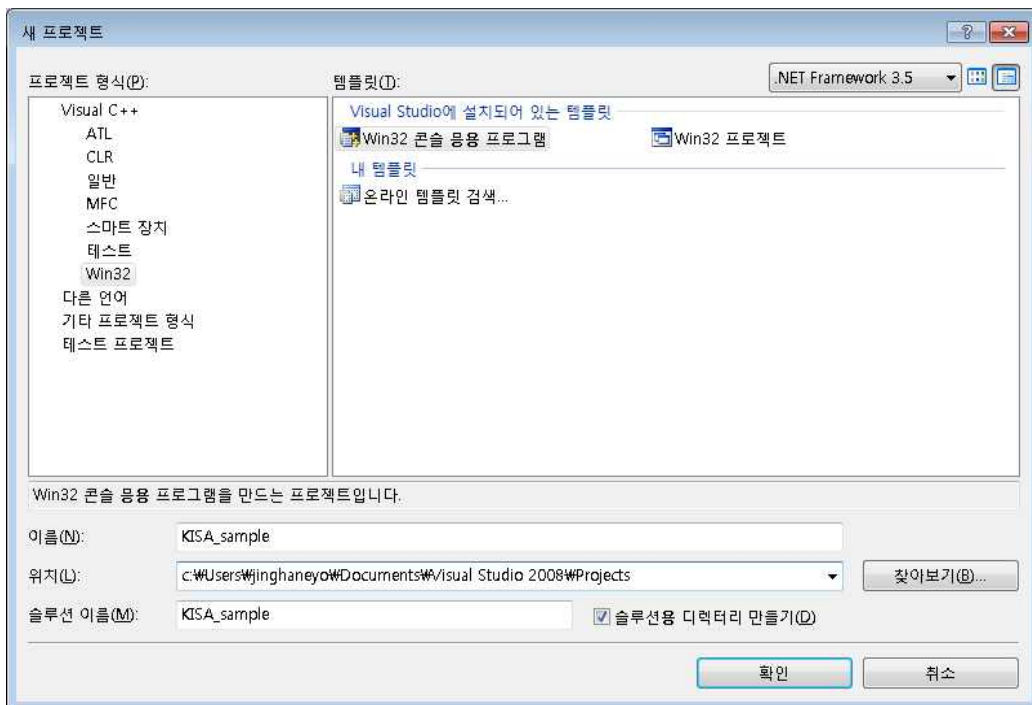 새 프로젝트
프로젝트 형식(P):
템플릿(T):
.NET Framework 3.5
Visual C++
ATL
CLR
일반
MFC
스마트 장치
테스트
Win32
다른 언어
기타 프로젝트 형식
테스트 프로젝트
Visual Studio에 설치되어 있는 템플릿
Win32 콘솔 응용 프로그램
Win32 프로젝트
내 템플릿
온라인 템플릿 검색...
Win32 콘솔 응용 프로그램을 만드는 프로젝트입니다.
이름(N):
KISA_sample
위치(L):
c:₩Users₩jinghaneyo₩Documents₩Visual Studio 2008₩Projects
찾아보기(B)...
솔루션 이름(M):
KISA_sample
솔루션용 디렉터리 만들기(D)
확인
취소